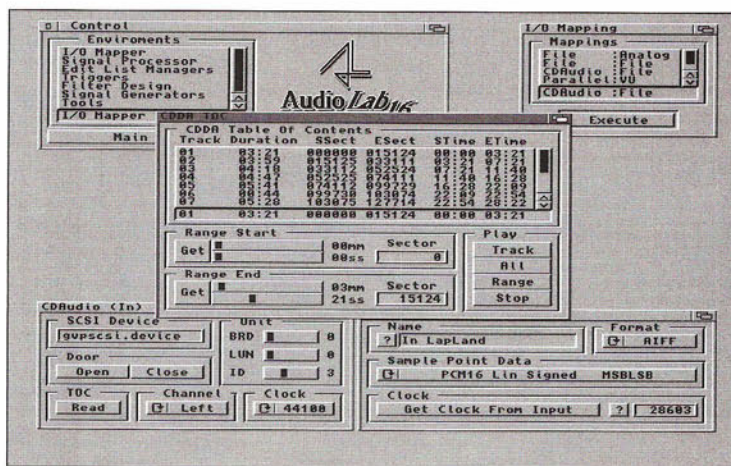 Control
Enviroments
I/O Mapper
Signal Processor
Edit List Managers
Triggers
Filter Design
Signal Generators
Tools
I/O Mapper
Main
AudioLab16
I/O Mapping
Mappings
File :Analog
File :File
CDAudio :File
Parallel:VU
CDAudio :File
Execute
CDDA TOC
CDDA Table Of Contents
Track Duration SSect ESect STime ETime
01 03:21 000000 015124 00:00 03:21
02 03:59 015125 033111 03:21 07:21
03 04:18 033112 052524 07:21 11:40
04 04:47 052525 074111 11:40 16:28
05 05:41 074112 099729 16:28 22:09
06 00:44 099730 103074 22:09 22:54
07 05:28 103075 127714 22:54 28:22
01 03:21 000000 015124 00:00 03:21
Range Start
Get 00mm Sector
00ss 0
Range End
Get 03mm Sector
21ss 15124
Play
Track
All
Range
Stop
CDAudio (In)
SCSI Device
gvpscsi.device
Door
Open Close
TOC
Read
Channel
Left
Unit
BRD 0
LUN 0
ID 3
Clock
44100
Name
? In LapLand
Format
AIFF
Sample Point Data
PCM16 Lin Signed MSBLSB
Clock
Get Clock From Input ? 28603